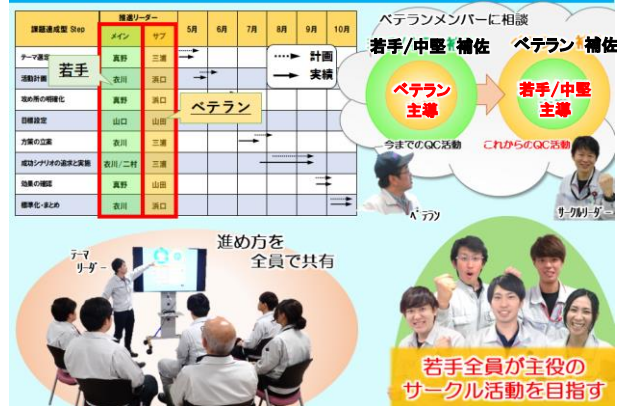 課題達成型 Step
推進リーダー
メイン サブ
5月 6月 7月 8月 9月 10月
テーマ選定 真野 三浦
活動計画 衣川 浜口
攻め所の明確化 真野 浜口
目標設定 山口 山田
方策の立案 衣川 三浦
成功シナリオの追求と実施 衣川/二村 三浦
効果の確認 真野 山田
標準化・まとめ 衣川 浜口
計画
実績
若手
ベテラン
ベテランメンバーに相談
若手/中堅 補佐
ベテラン 補佐
ベテラン
主導
若手/中堅
主導
今までのQC活動
これからのQC活動
ベテラン
サークルリーダー
テーマ
リーダー
進め方を
全員で共有
若手全員が主役の
サークル活動を目指す